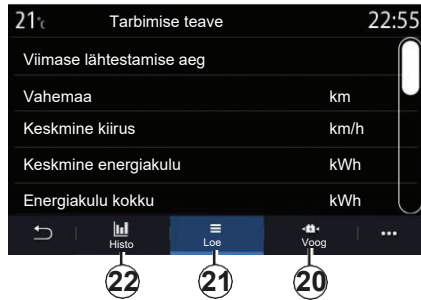 21°c Tarbimise teave 22:55
Viimase lähtestamise aeg
Vahemaa km
Keskmine kiirus km/h
Keskmine energiakulu kWh
Energiakulu kokku kWh
Histo Loe Voog
22 21 20